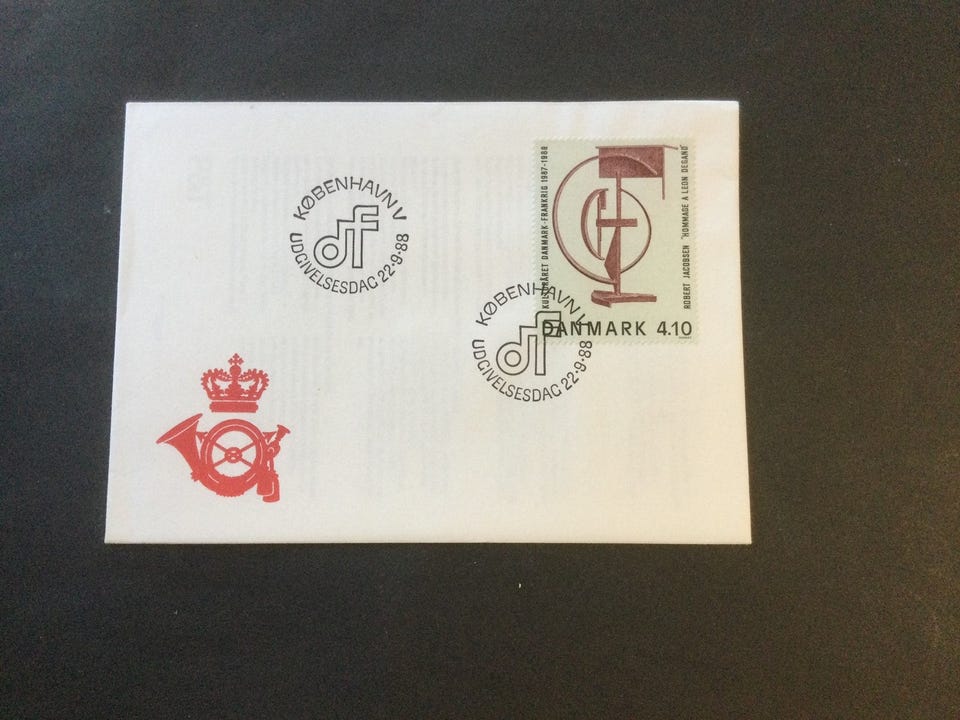 KØBENHAVN V
df
UDGIVELSESDAG 22-9-88
KULTURÅRET DANMARK-FRANKRIG 1987-1988
ROBERT JACOBSEN "HOMMAGE A LEON DEGAND"
DANMARK 4.10
KØBENHAVN V
df
UDGIVELSESDAG 22-9-88